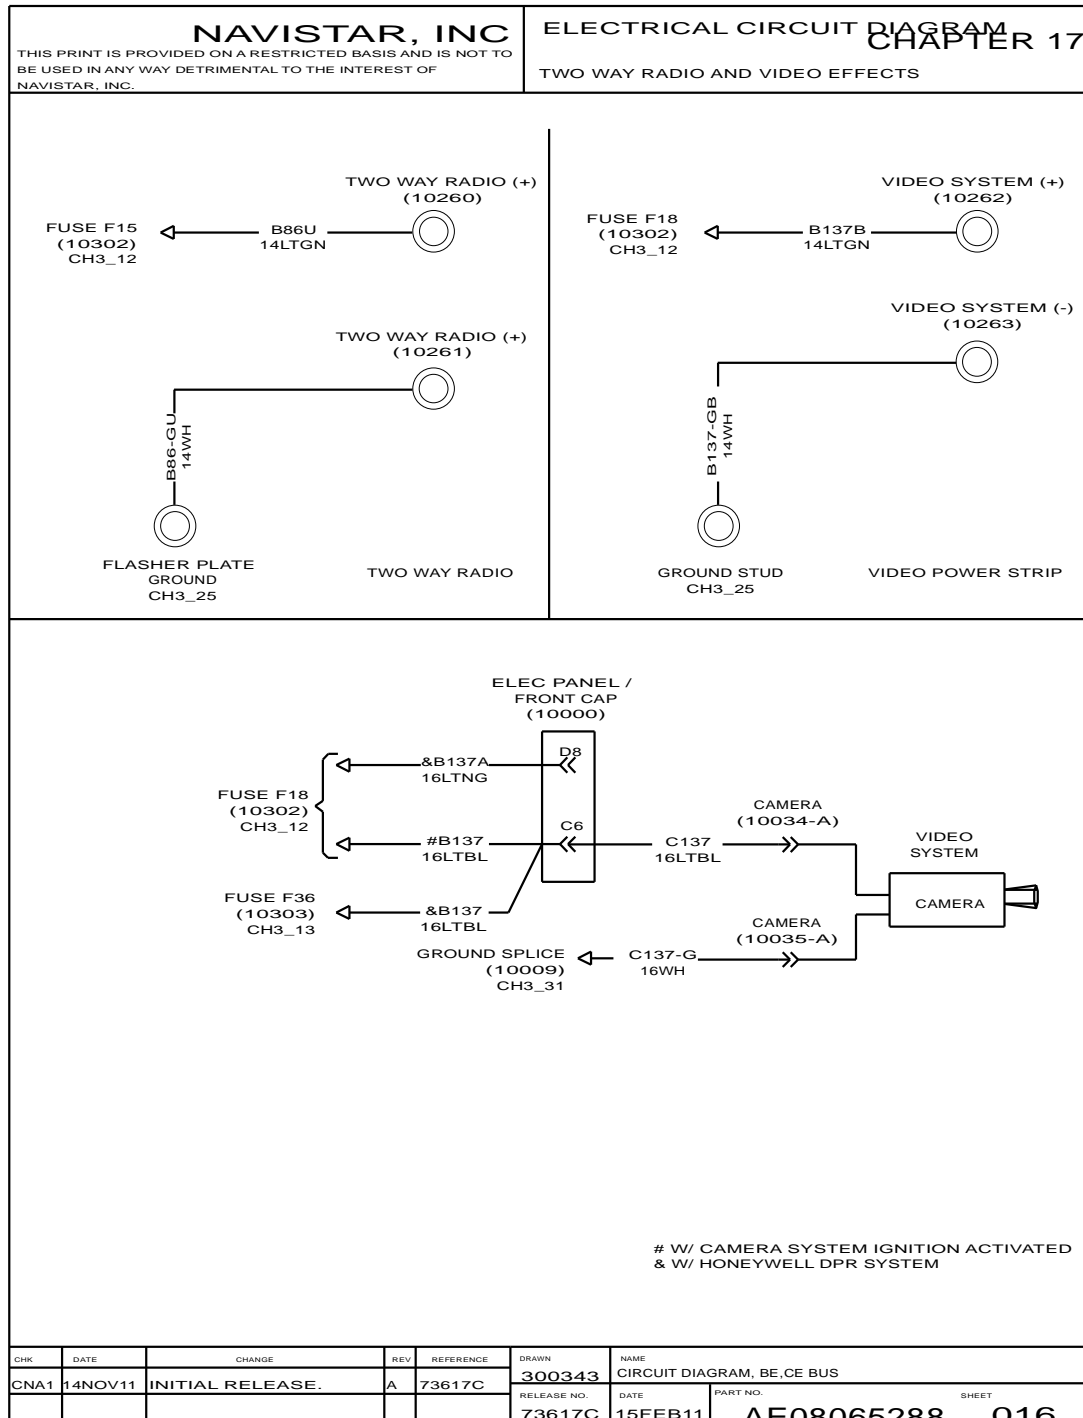 NAVISTAR, INC
THIS PRINT IS PROVIDED ON A RESTRICTED BASIS AND IS NOT TO
BE USED IN ANY WAY DETRIMENTAL TO THE INTEREST OF
NAVISTAR, INC.
ELECTRICAL CIRCUIT DIAGRAM
CHAPTER 17
TWO WAY RADIO AND VIDEO EFFECTS
TWO WAY RADIO (+)
(10260)
FUSE F15
(10302)
CH3_12
B86U
14LTGN
TWO WAY RADIO (+)
(10261)
B86-GU
14WH
FLASHER PLATE
GROUND
CH3_25
TWO WAY RADIO
VIDEO SYSTEM (+)
(10262)
FUSE F18
(10302)
CH3_12
B137B
14LTGN
VIDEO SYSTEM (-)
(10263)
B137-GB
14WH
GROUND STUD
CH3_25
VIDEO POWER STRIP
ELEC PANEL /
FRONT CAP
(10000)
D8
&B137A
16LTNG
FUSE F18
(10302)
CH3_12
C6
#B137
16LTBL
C137
16LTBL
CAMERA
(10034-A)
VIDEO
SYSTEM
CAMERA
FUSE F36
(10303)
CH3_13
&B137
16LTBL
CAMERA
(10035-A)
GROUND SPLICE
(10009)
CH3_31
C137-G
16WH
# W/ CAMERA SYSTEM IGNITION ACTIVATED
& W/ HONEYWELL DPR SYSTEM
CHK DATE CHANGE REV REFERENCE
CNA1 14NOV11 INITIAL RELEASE. A 73617C
DRAWN
300343
NAME
CIRCUIT DIAGRAM, BE,CE BUS
RELEASE NO.
73617C
DATE
15FEB11
PART NO.
AE08065288
SHEET
016